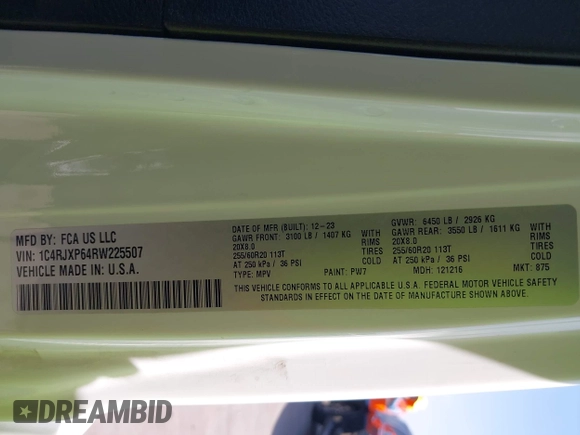 MFD BY: FCA US LLC
VIN: 1C4RJXP64RW225507
VEHICLE MADE IN U.S.A.
DATE OF MFR (BUILT): 12-23
GAWR FRONT: 3100 LB / 1407 KG WITH
20X8.0 RIMS
255/60R20 113T TIRES
AT 250 kPa / 36 PSI COLD
TYPE: MPV PAINT: PW7
GVWR: 6450 LB / 2926 KG
GAWR REAR: 3550 LB / 1611 KG WITH
20X8.0 RIMS
255/60R20 113T TIRES
AT 250 kPa / 36 PSI COLD
MDH: 121216 MKT: 875
THIS VEHICLE CONFORMS TO ALL APPLICABLE U.S.A. FEDERAL MOTOR VEHICLE SAFETY
STANDARDS IN EFFECT ON THE DATE OF MANUFACTURE SHOWN ABOVE.
DREAMBID